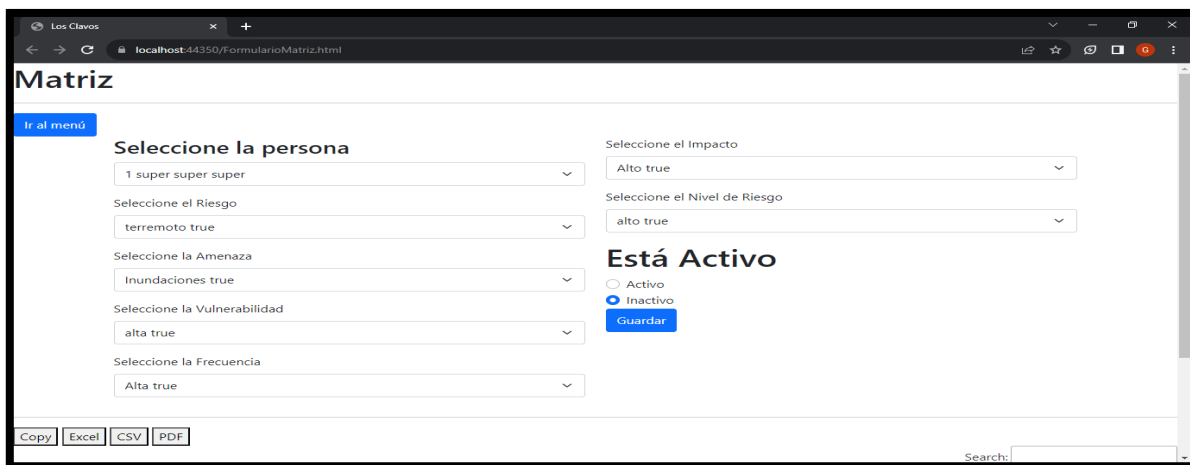 Los Clavos
localhost:44350/FormularioMatriz.html
G
Matriz
Ir al menú
Seleccione la persona
1 super super super
Seleccione el Riesgo
terremoto true
Seleccione la Amenaza
Inundaciones true
Seleccione la Vulnerabilidad
alta true
Seleccione la Frecuencia
Alta true
Seleccione el Impacto
Alto true
Seleccione el Nivel de Riesgo
alto true
Está Activo
Activo
Inactivo
Guardar
Copy Excel CSV PDF
Search: